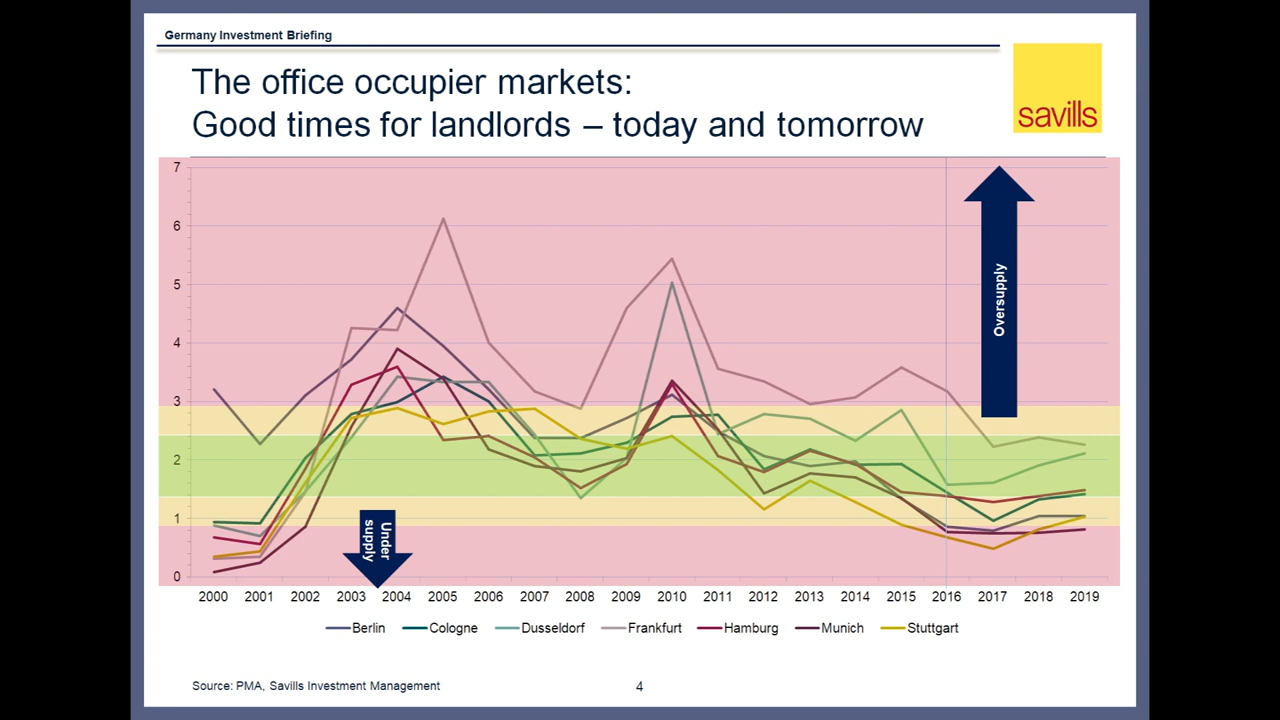 Germany Investment Briefing
The office occupier markets:
Good times for landlords – today and tomorrow
savills
7
6
5
4
3
2
1
0
Oversupply
Under
supply
2000 2001 2002 2003 2004 2005 2006 2007 2008 2009 2010 2011 2012 2013 2014 2015 2016 2017 2018 2019
Berlin Cologne Dusseldorf Frankfurt Hamburg Munich Stuttgart
Source: PMA, Savills Investment Management
4